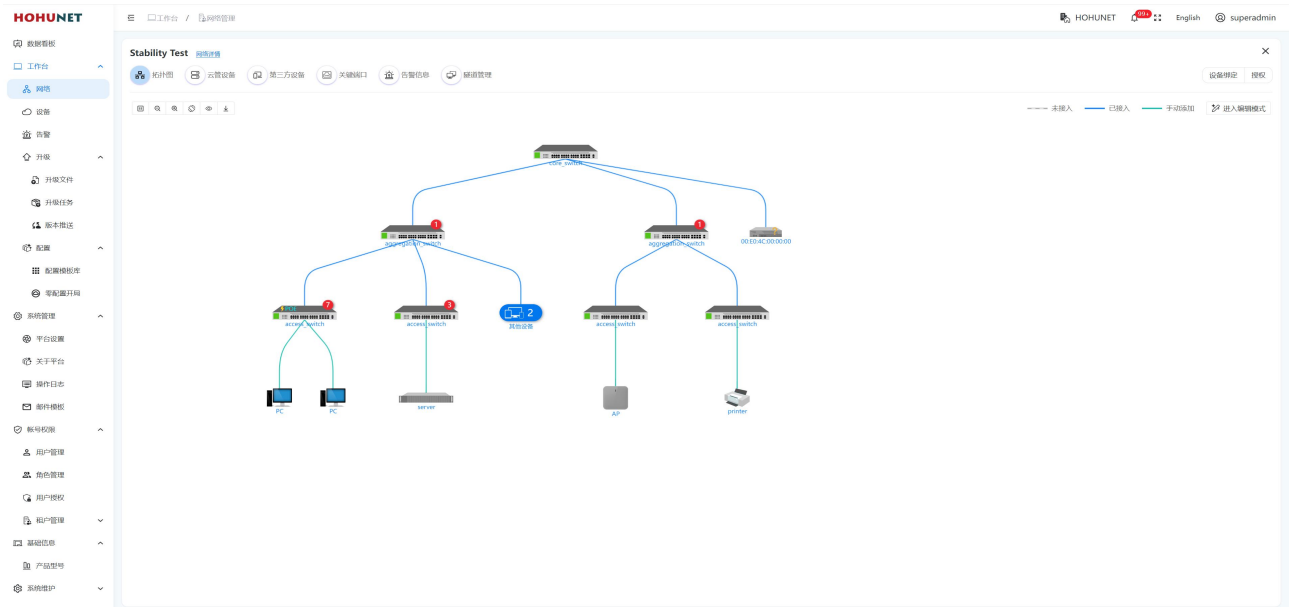 HOHUNET
工作台 / 网络管理
HOHUNET
99+
English
superadmin
数据看板
工作台
网络
设备
告警
升级
升级文件
升级任务
版本推送
配置
配置模板库
零配置开局
系统管理
平台设置
关于平台
操作日志
邮件模板
帐号权限
用户管理
角色管理
用户授权
租户管理
基础信息
产品型号
系统维护
Stability Test 网络详情
拓扑图 云管设备 第三方设备 关键端口 告警信息 隧道管理
设备绑定 授权
未接入 已接入 手动添加 进入编辑模式
core_switch
1
aggregation_switch
1
aggregation_switch
00:E0:4C:00:00:00
7
access_switch
3
access_switch
2
其他设备
access_switch
access_switch
PC
PC
server
AP
printer